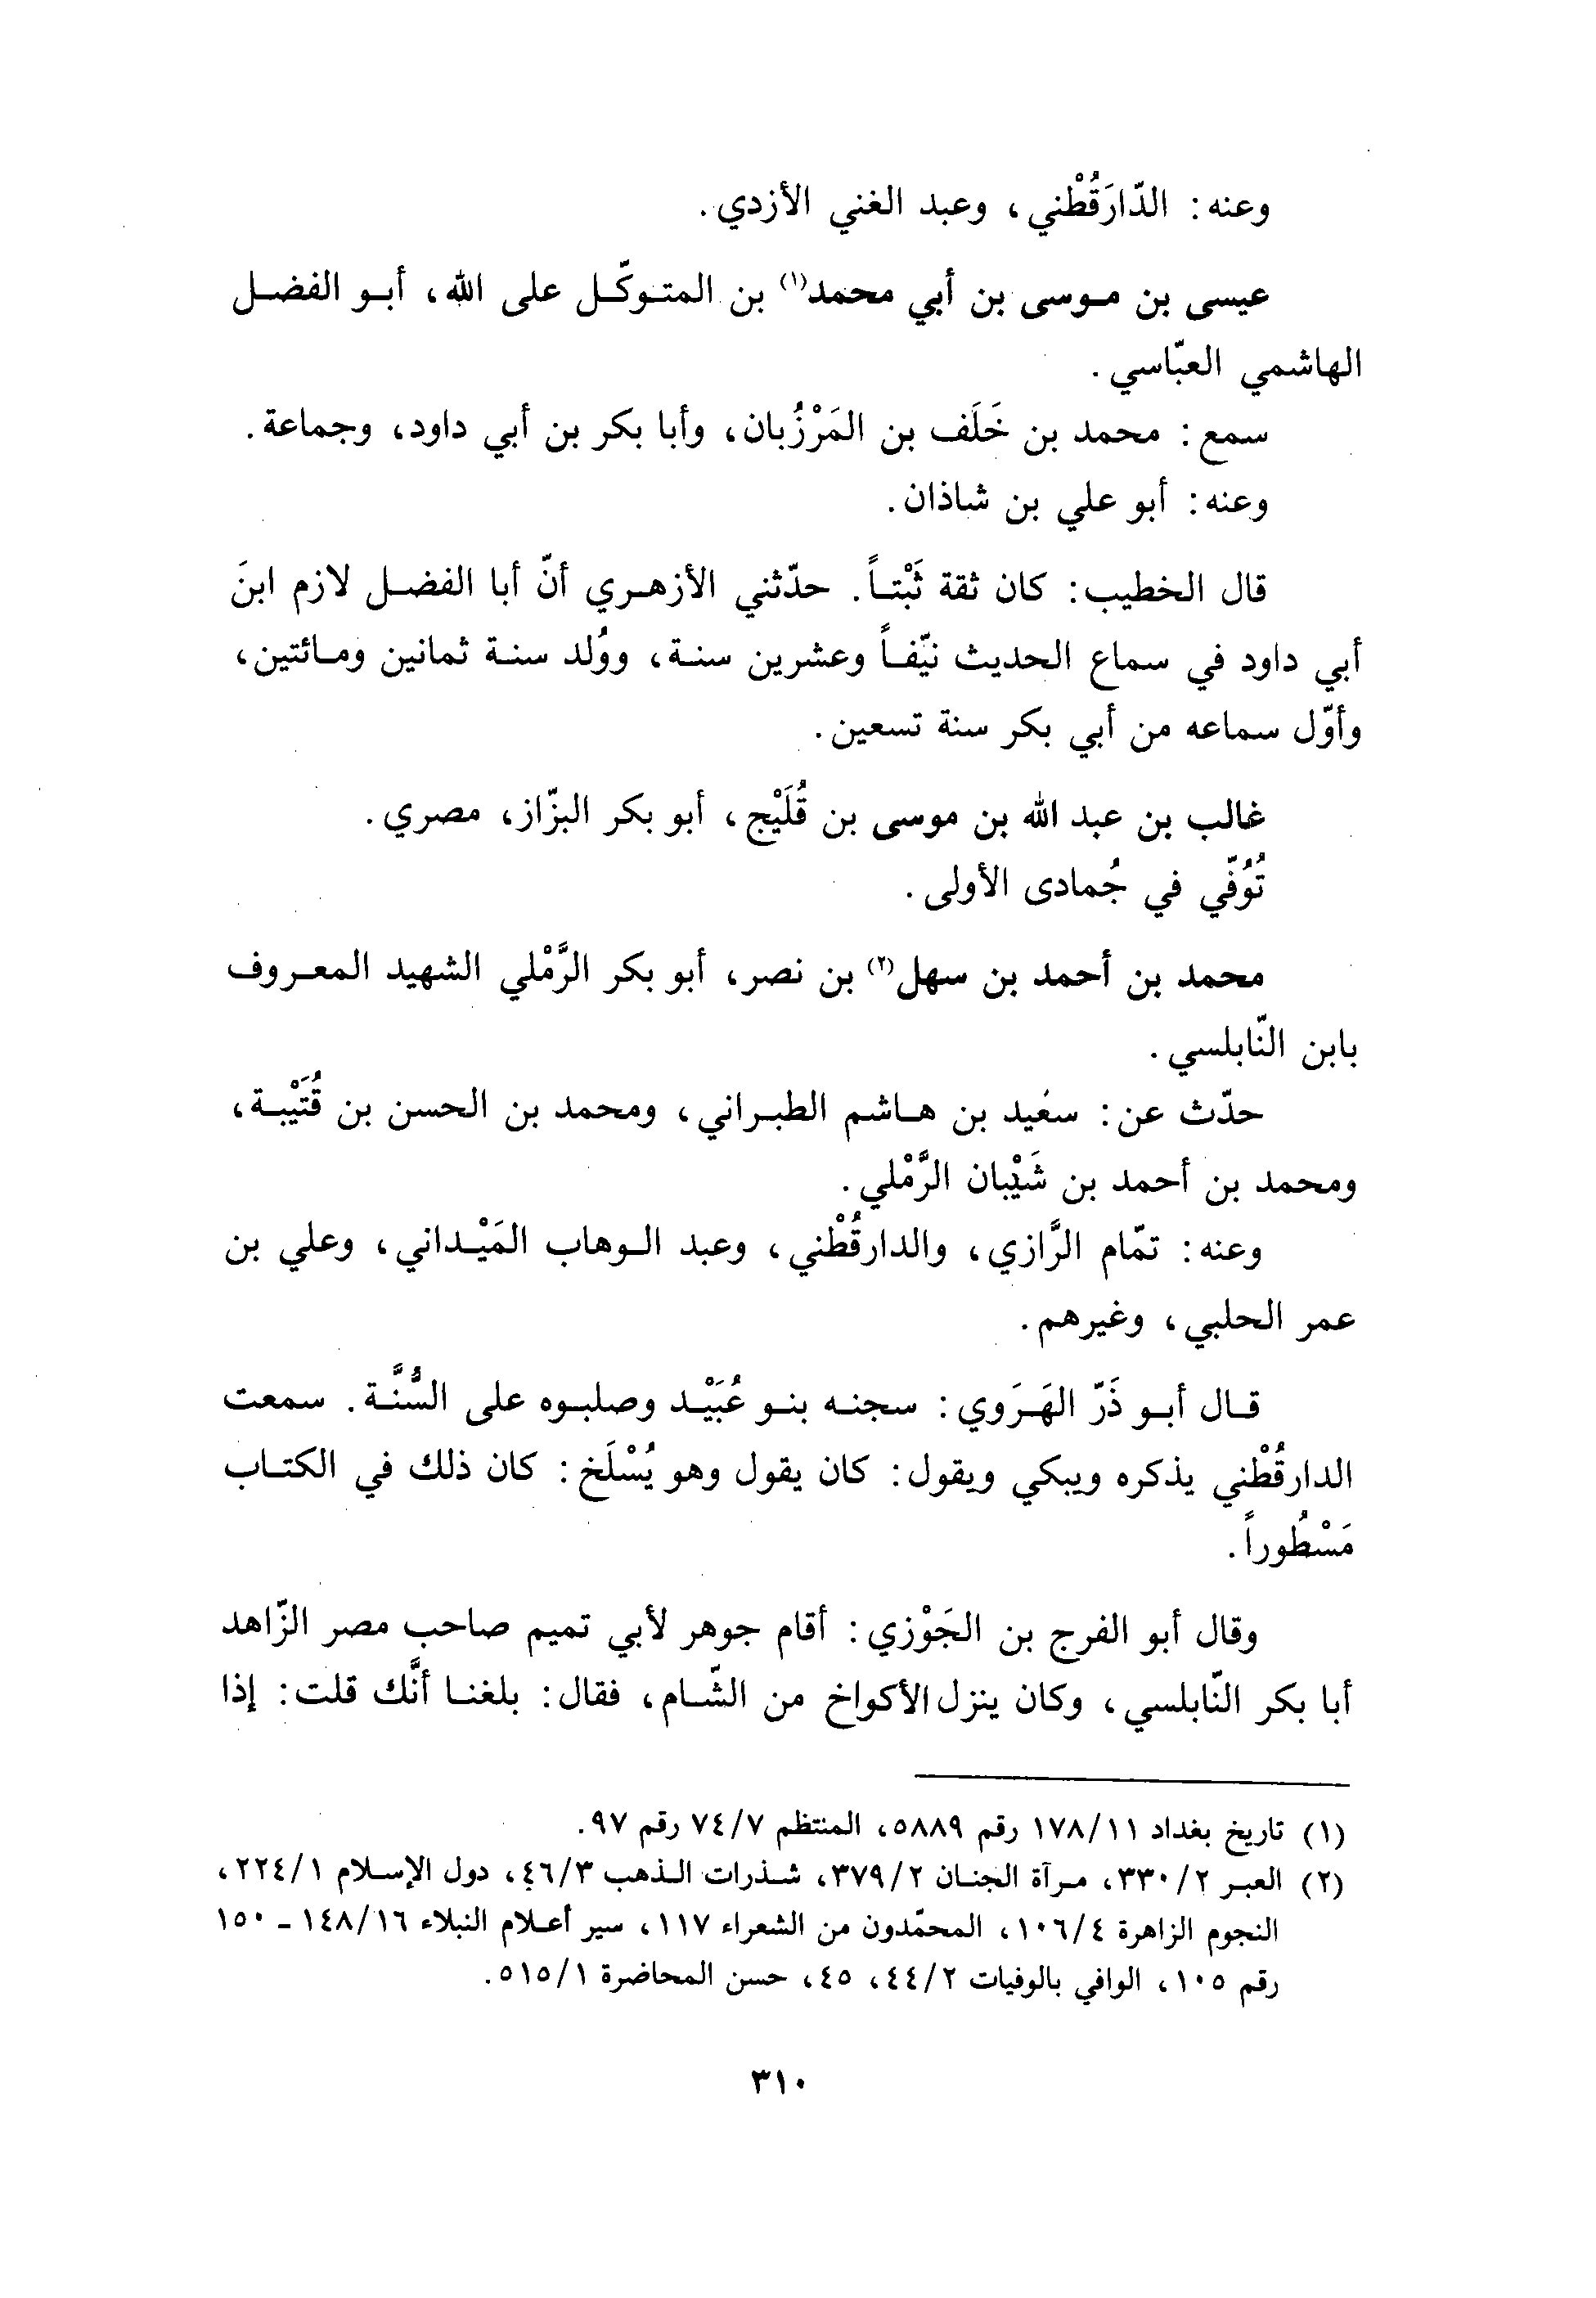 وعنه: الدّارَقُطْني، وعبد الغني الأزدي.
عيسى بن موسى بن أبي محمد(١) بن المتوكّل على الله، أبو الفضل
الهاشمي العبّاسي.
سمع: محمد بن خَلَف بن المَرْزُبان، وأبا بكر بن أبي داود، وجماعة.
وعنه: أبو علي بن شاذان.
قال الخطيب: كان ثقة ثَبْتاً. حدّثني الأزهري أنّ أبا الفضل لازم ابنَ
أبي داود في سماع الحديث نيّفاً وعشرين سنة، ووُلد سنة ثمانين ومائتين،
وأوّل سماعه من أبي بكر سنة تسعين.
غالب بن عبد الله بن موسى بن قُلَيْج، أبو بكر البزّاز، مصري.
تُوُفّي في جُمادى الأولى.
محمد بن أحمد بن سهل(٢) بن نصر، أبو بكر الرَّمْلي الشهيد المعروف
بابن النّابلسي.
حدّث عن: سعيد بن هاشم الطبراني، ومحمد بن الحسن بن قُتَيْبة،
ومحمد بن أحمد بن شَيْبان الرَّمْلي.
وعنه: تمّام الرَّازي، والدارقُطْني، وعبد الوهاب المَيْداني، وعلي بن
عمر الحلبي، وغيرهم.
قال أبو ذَرّ الهَرَوي: سجنه بنو عُبَيْد وصلبوه على السُّنَّة. سمعت
الدارقُطْني يذكره ويبكي ويقول: كان يقول وهو يُسْلَخ: كان ذلك في الكتاب
مَسْطُوراً.
وقال أبو الفرج بن الجَوْزي: أقام جوهر لأبي تميم صاحب مصر الزّاهد
أبا بكر النّابلسي، وكان ينزل الأكواخ من الشّام، فقال: بلغنا أنَّك قلت: إذا
(١) تاريخ بغداد ١٧٨/١١ رقم ٥٨٨٩، المنتظم ٧٤/٧ رقم ٩٧.
(٢) العبر ٣٣٠/٢، مرآة الجنان ٣٧٩/٢، شذرات الذهب ٤٦/٣، دول الإسلام ٢٢٤/١،
النجوم الزاهرة ١٠٦/٤، المحمّدون من الشعراء ١١٧، سير أعلام النبلاء ١٤٨/١٦ ـ ١٥٠
رقم ١٠٥، الوافي بالوفيات ٤٤/٢، ٤٥، حسن المحاضرة ٥١٥/١.
٣١٠